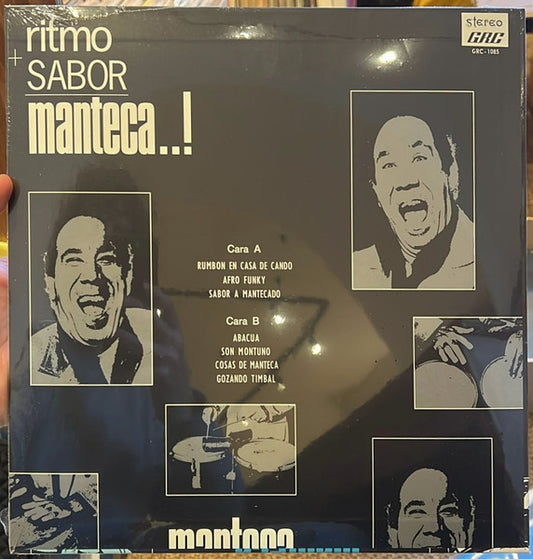 ritmo
+
SABOR
manteca..!
stereo
GRC
GRC-1085
Cara A
RUMBON EN CASA DE CANDO
AFRO FUNKY
SABOR A MANTECADO
Cara B
ABACUA
SON MONTUNO
COSAS DE MANTECA
GOZANDO TIMBAL
manteca